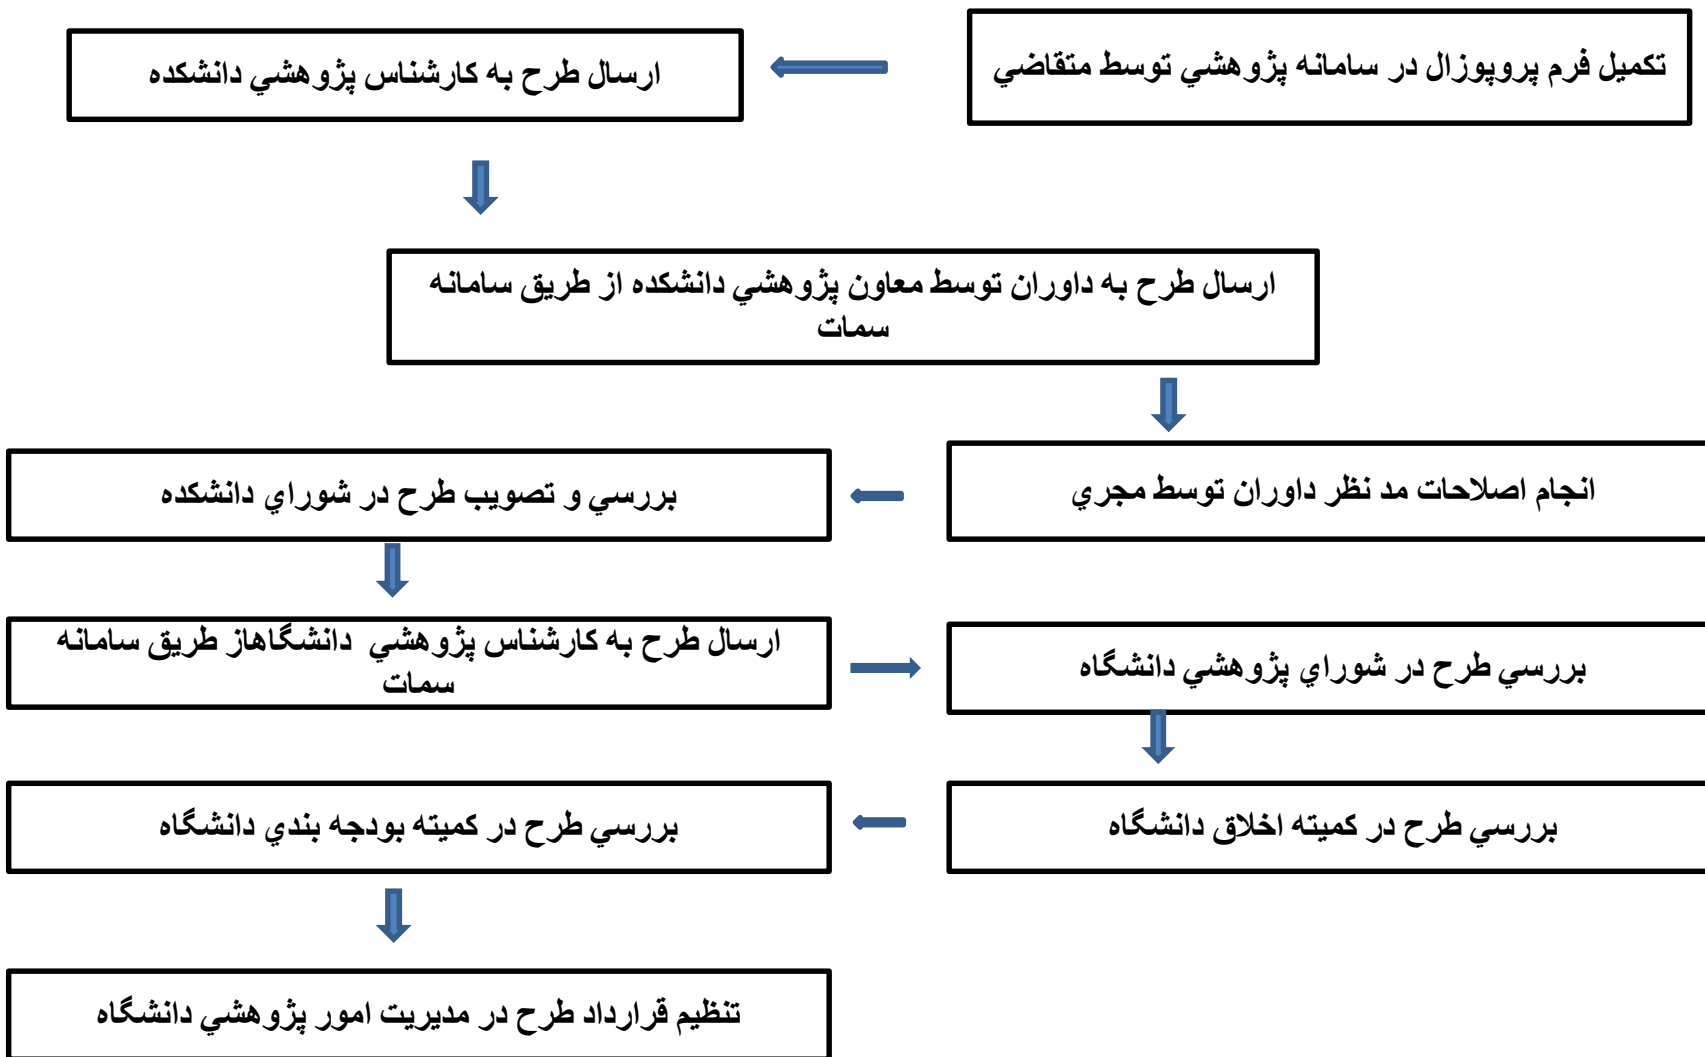 تكميل فرم پروپوزال در سامانه پژوهشي توسط متقاضي
ارسال طرح به كارشناس پژوهشي دانشكده
ارسال طرح به داوران توسط معاون پژوهشي دانشكده از طريق سامانه
سمات
انجام اصلاحات مد نظر داوران توسط مجري
بررسي و تصويب طرح در شوراي دانشكده
ارسال طرح به كارشناس پژوهشي دانشگاهاز طريق سامانه
سمات
بررسي طرح در شوراي پژوهشي دانشگاه
بررسي طرح در كميته اخلاق دانشگاه
بررسي طرح در كميته بودجه بندي دانشگاه
تنظيم قرارداد طرح در مديريت امور پژوهشي دانشگاه